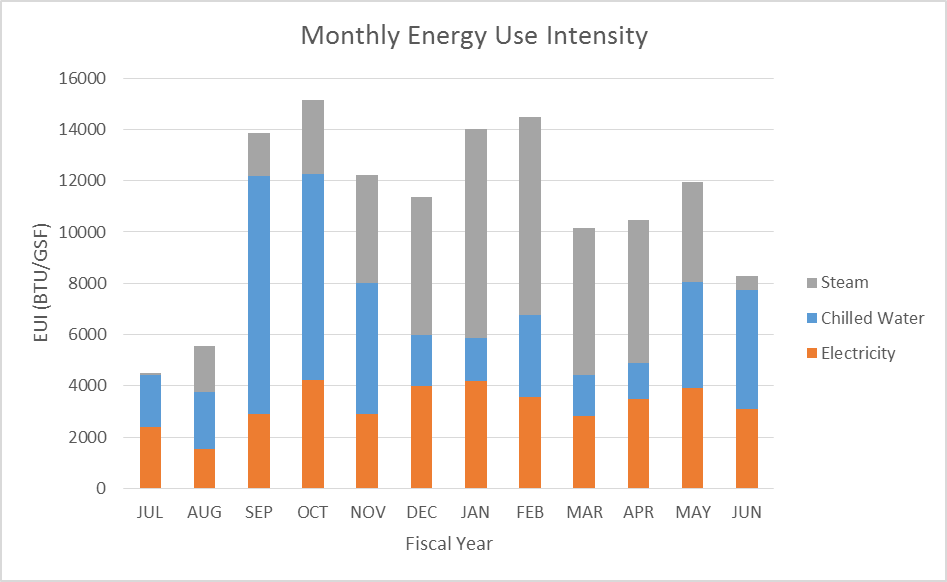 Monthly Energy Use Intensity
EUI (BTU/GSF)
16000
14000
12000
10000
8000
6000
4000
2000
0
JUL AUG SEP OCT NOV DEC JAN FEB MAR APR MAY JUN
Fiscal Year
Steam
Chilled Water
Electricity